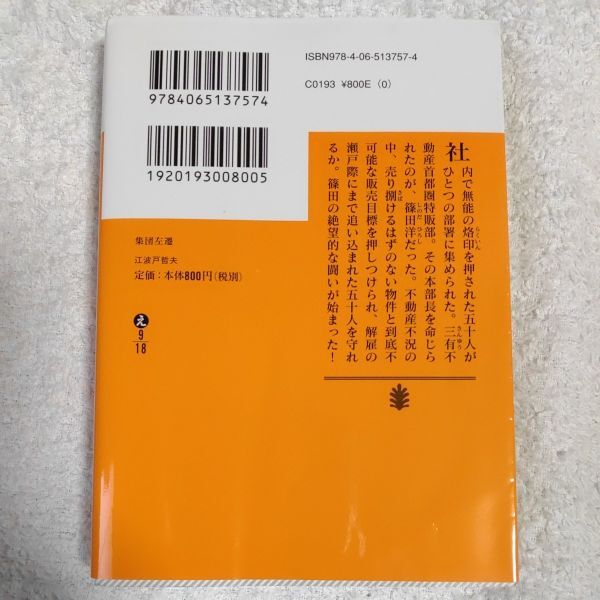 ISBN978-4-06-513757-4
C0193 ¥800E (0)
9784065137574
1920193008005
社内で無能の烙印を押された五十人が
ひとつの部署に集められた。三有不
動産首都圏特販部。その本部長を命じら
れたのが、篠田洋だった。不動産不況の
中、売り捌けるはずのない物件と到底不
可能な販売目標を押しつけられ、解雇の
瀬戸際にまで追い込まれた五十人を守れ
るか。篠田の絶望的な闘いが始まった!
集団左遷
江波戸哲夫
定価:本体800円(税別)
え
9
18